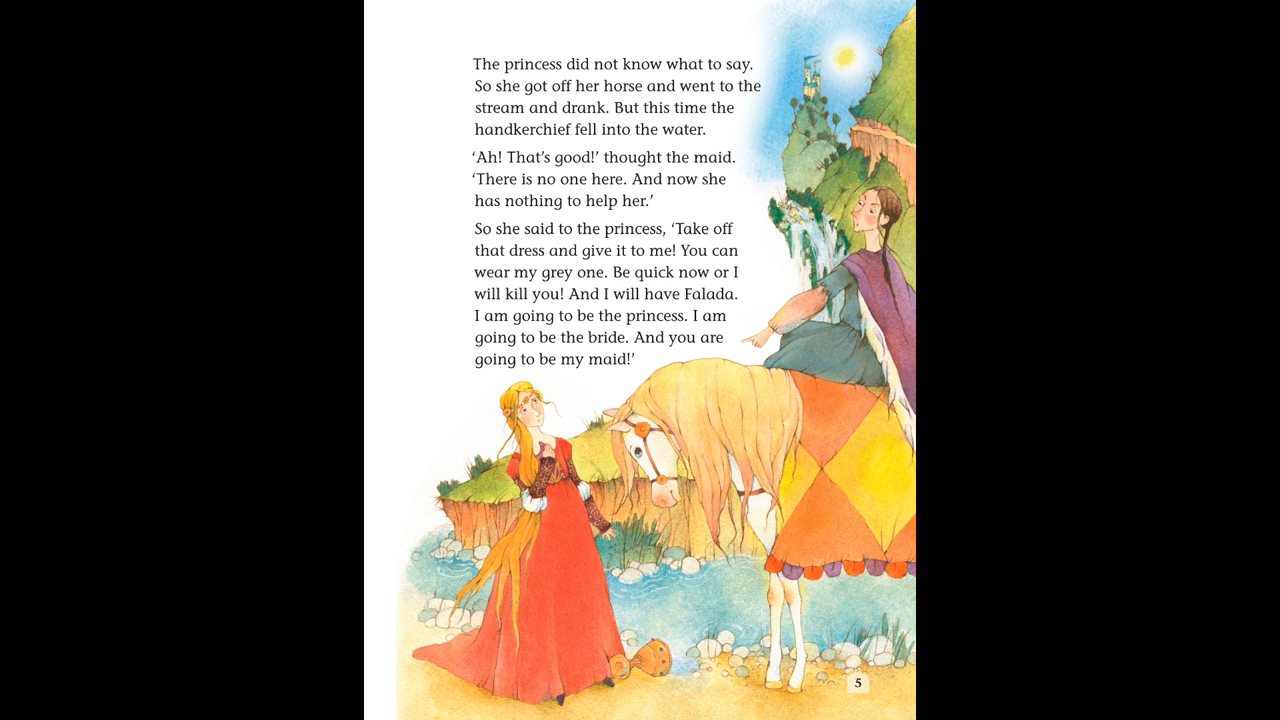 The princess did not know what to say.
So she got off her horse and went to the
stream and drank. But this time the
handkerchief fell into the water.
‘Ah! That’s good!’ thought the maid.
‘There is no one here. And now she
has nothing to help her.’
So she said to the princess, ‘Take off
that dress and give it to me! You can
wear my grey one. Be quick now or I
will kill you! And I will have Falada.
I am going to be the princess. I am
going to be the bride. And you are
going to be my maid!’
5